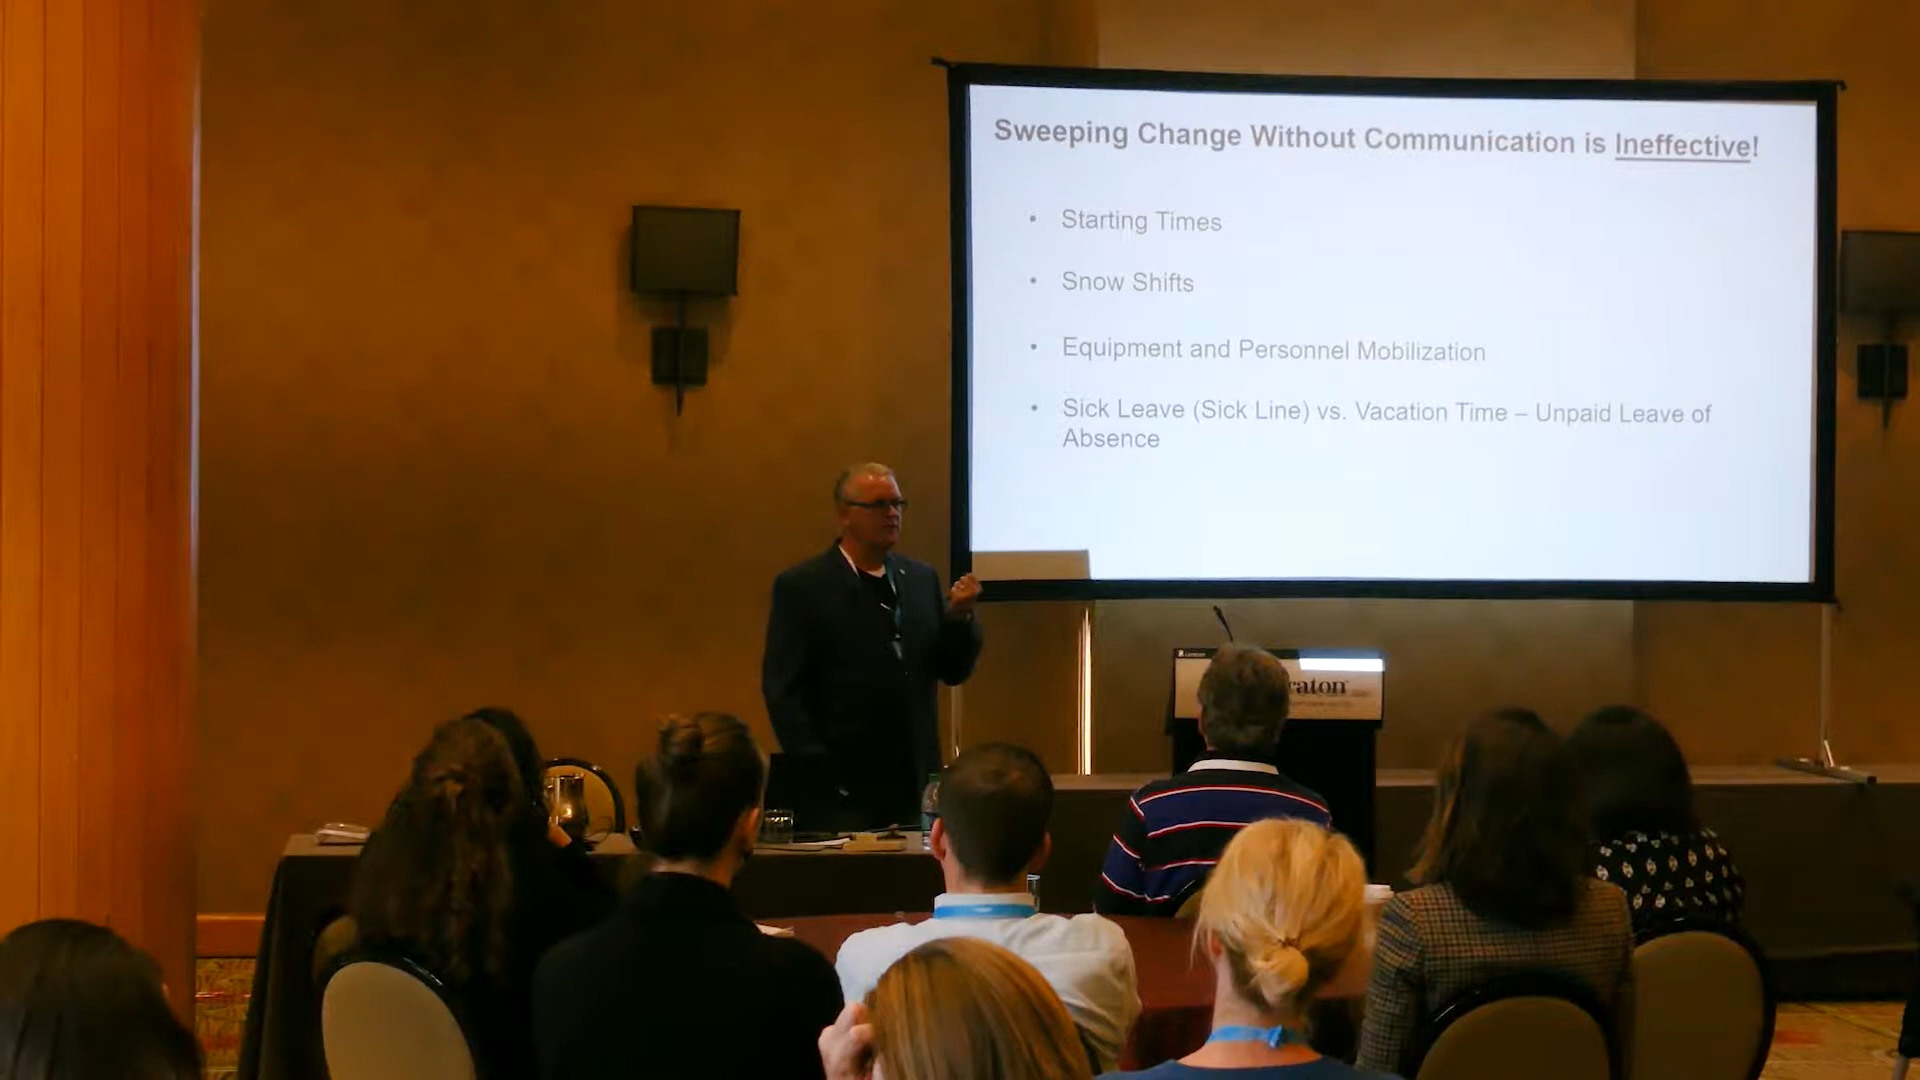 Sweeping Change Without Communication is Ineffective!
• Starting Times
• Snow Shifts
• Equipment and Personnel Mobilization
• Sick Leave (Sick Line) vs. Vacation Time – Unpaid Leave of
Absence
raton